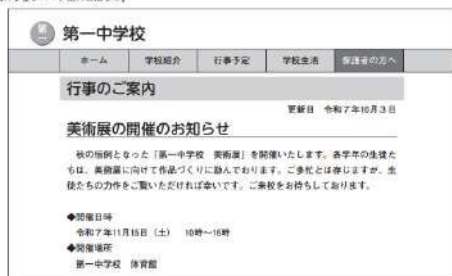 第一中学校
ホーム 学校紹介 行事予定 学校生活 保護者の方へ
行事のご案内
更新日 令和7年10月3日
美術展の開催のお知らせ
秋の恒例となった「第一中学校 美術展」を開催いたします。各学年の生徒た
ちは、美術展に向けて作品づくりに励んでおります。ご多忙とは存じますが、生
徒たちの力作をご覧いただければ幸いです。ご来校をお待ちしております。
◆開催日時
令和7年11月15日（土） 10時～16時
◆開催場所
第一中学校 体育館